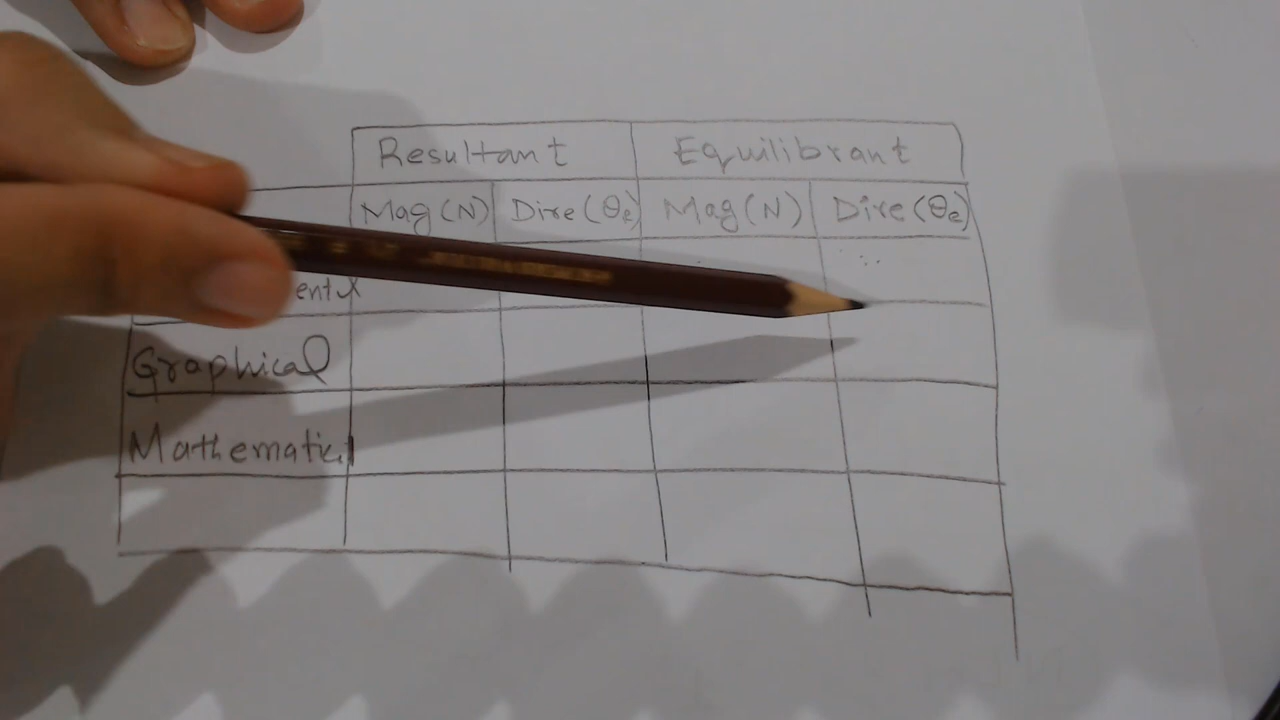 Resultant Equilibrant
Mag(N) Dire(θe) Mag(N) Dire(θe)
Graphical
Mathematical